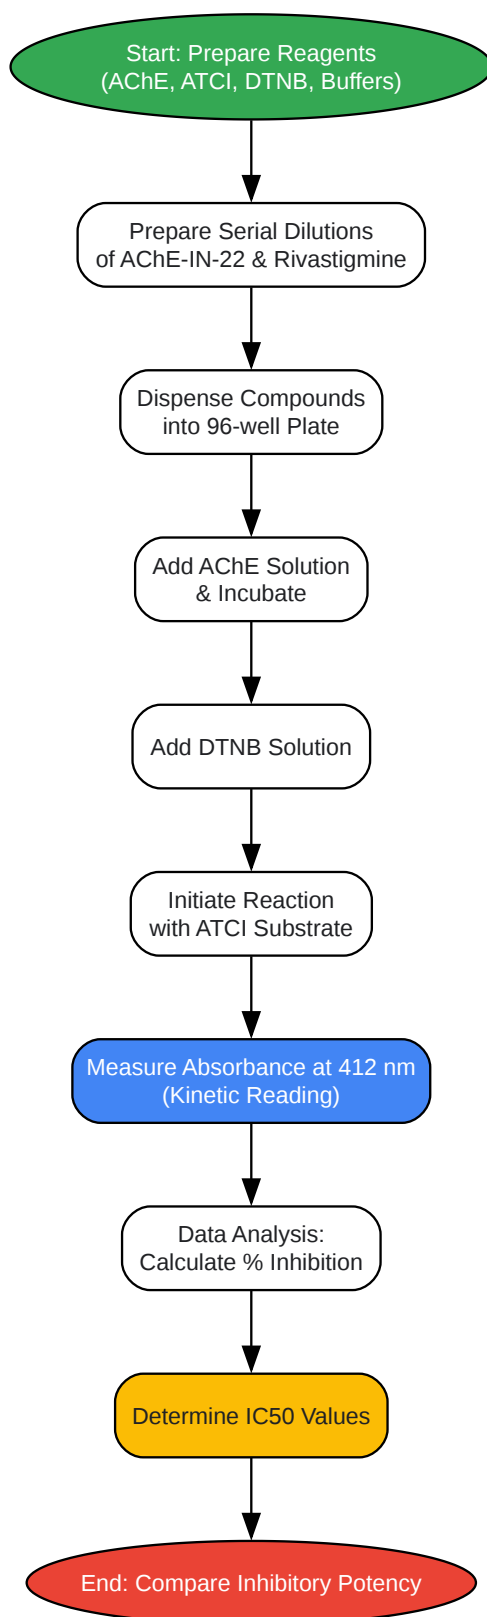 Start: Prepare Reagents
(AChE, ATCI, DTNB, Buffers)
Prepare Serial Dilutions
of AChE-IN-22 & Rivastigmine
Dispense Compounds
into 96-well Plate
Add AChE Solution
& Incubate
Add DTNB Solution
Initiate Reaction
with ATCI Substrate
Measure Absorbance at 412 nm
(Kinetic Reading)
Data Analysis:
Calculate % Inhibition
Determine IC50 Values
End: Compare Inhibitory Potency